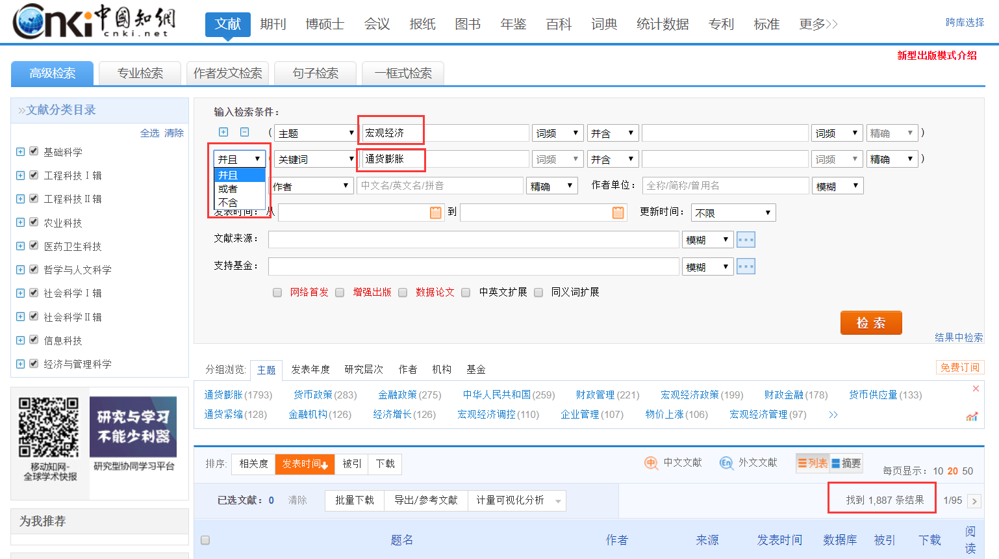 Cnki中國知網
cnki.net
文献 期刊 博硕士 会议 报纸 图书 年鉴 百科 词典 统计数据 专利 标准 更多>>
跨库选择
新型出版模式介绍
高级检索 专业检索 作者发文检索 句子检索 一框式检索
»文献分类目录
全选 清除
基础科学
工程科技Ⅰ辑
工程科技Ⅱ辑
农业科技
医药卫生科技
哲学与人文科学
社会科学Ⅰ辑
社会科学Ⅱ辑
信息科技
经济与管理科学
研究与学习
不能少利器
移动知网-
全球学术快报
研究型协同学习平台
为我推荐
输入检索条件：
( 主题 宏观经济 词频 并含 词频 精确 )
并且 ( 关键词 通货膨胀 词频 并含 词频 精确 )
并且
或者
不含
作者 中文名/英文名/拼音 精确 作者单位： 全称/简称/曾用名 模糊
发表时间： 从 到 更新时间： 不限
文献来源： 模糊 ...
支持基金： 模糊 ...
网络首发 增强出版 数据论文 中英文扩展 同义词扩展
检 索
结果中检索
分组浏览: 主题 发表年度 研究层次 作者 机构 基金
免费订阅
通货膨胀(1793) 货币政策(283) 金融政策(275) 中华人民共和国(259) 财政管理(221) 宏观经济政策(199) 财政金融(178) 货币供应量(133)
通货紧缩(128) 金融机构(126) 经济增长(126) 宏观经济调控(110) 企业管理(107) 物价上涨(106) 宏观经济管理(97) >>
排序: 相关度 发表时间 被引 下载
中 中文文献 En 外文文献 列表 摘要 每页显示： 10 20 50
已选文献： 0 清除 批量下载 导出/参考文献 计量可视化分析
找到 1,887 条结果 1/95 >
题名 作者 来源 发表时间 数据库 被引 下载 阅读